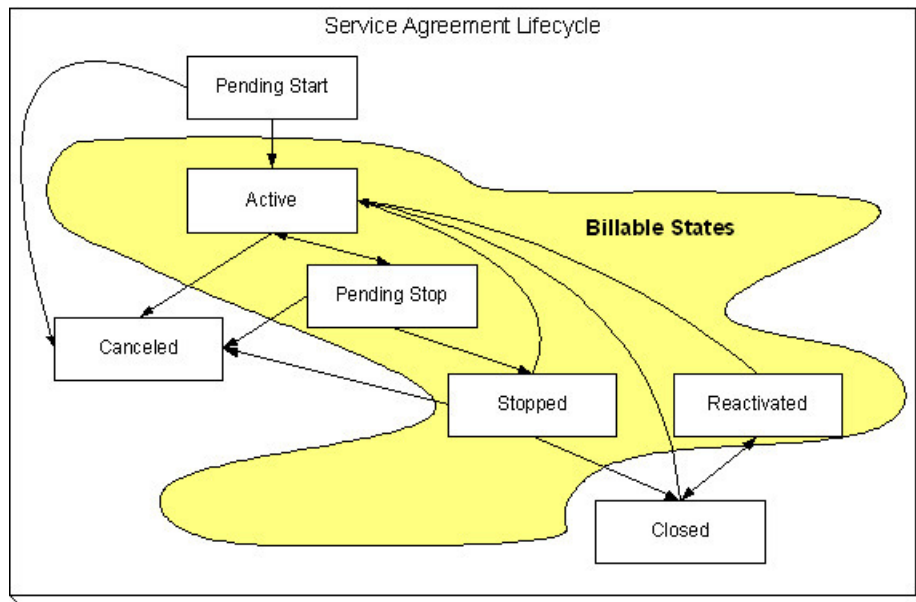 Service Agreement Lifecycle
Pending Start
Active
Billable States
Pending Stop
Canceled
Stopped
Reactivated
Closed